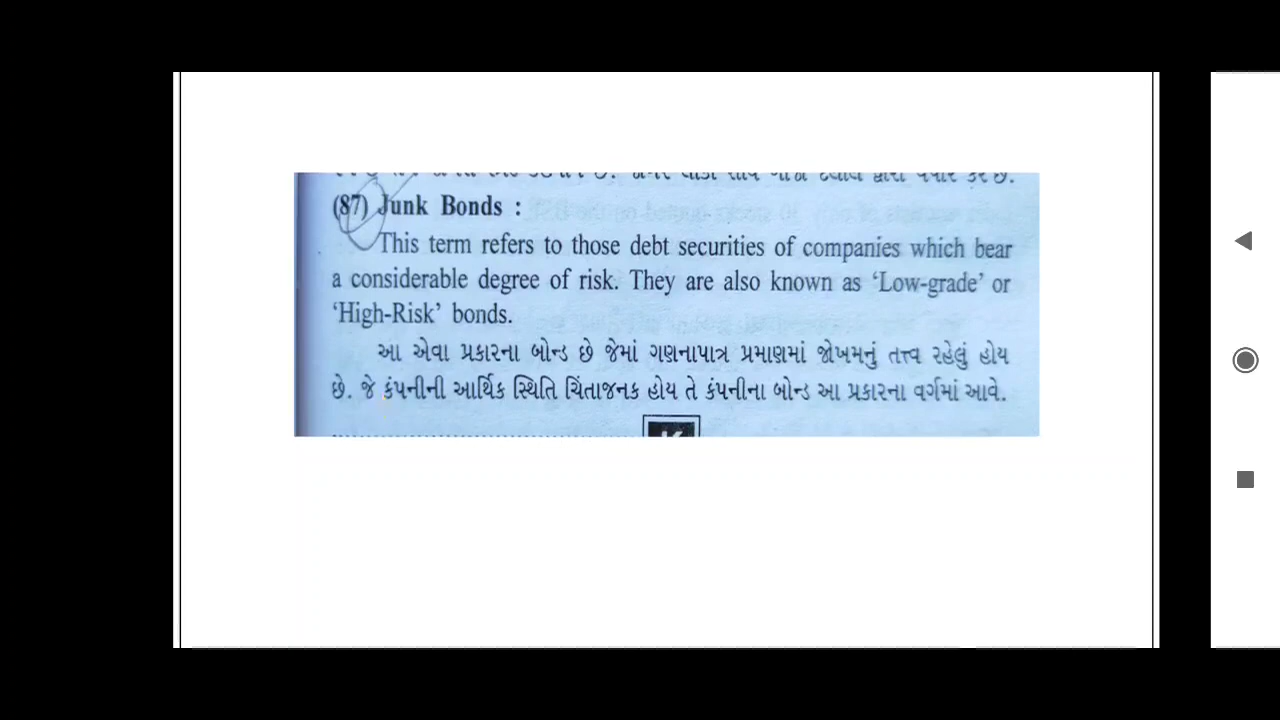 (87) Junk Bonds :
This term refers to those debt securities of companies which bear
a considerable degree of risk. They are also known as ‘Low-grade’ or
‘High-Risk’ bonds.
આ એવા પ્રકારના બોન્ડ છે જેમાં ગણનાપાત્ર પ્રમાણમાં જોખમનું તત્ત્વ રહેલું હોય
છે. જે કંપનીની આર્થિક સ્થિતિ ચિંતાજનક હોય તે કંપનીના બોન્ડ આ પ્રકારના વર્ગમાં આવે.